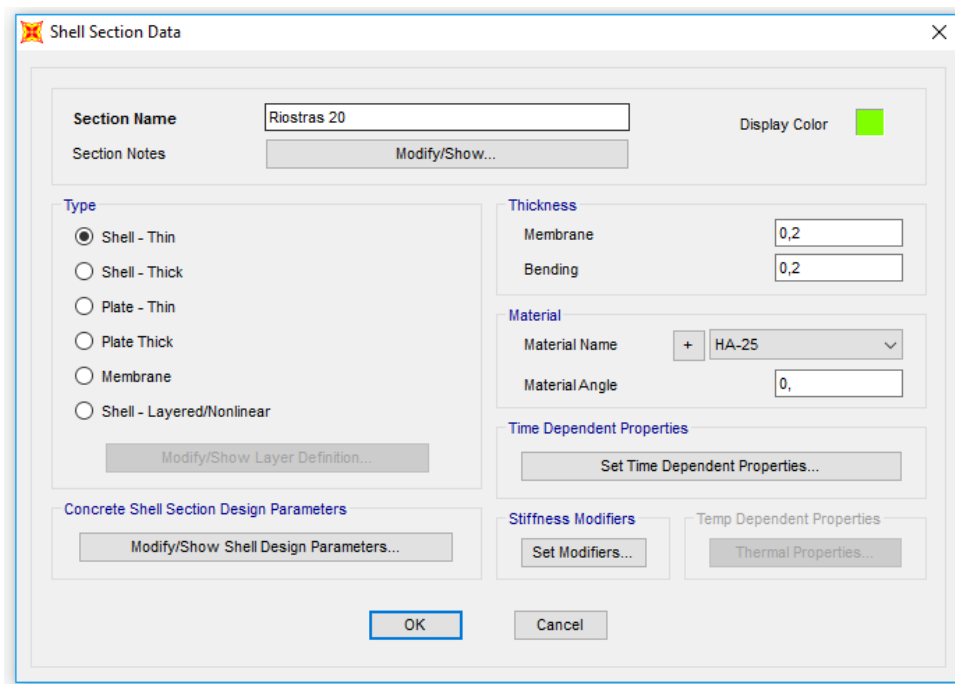 Shell Section Data
Section Name
Riostras 20
Display Color
Section Notes
Modify/Show...
Type
Shell - Thin
Shell - Thick
Plate - Thin
Plate Thick
Membrane
Shell - Layered/Nonlinear
Modify/Show Layer Definition...
Concrete Shell Section Design Parameters
Modify/Show Shell Design Parameters...
Thickness
Membrane
0,2
Bending
0,2
Material
Material Name
+
HA-25
Material Angle
0,
Time Dependent Properties
Set Time Dependent Properties...
Stiffness Modifiers
Set Modifiers...
Temp Dependent Properties
Thermal Properties...
OK
Cancel